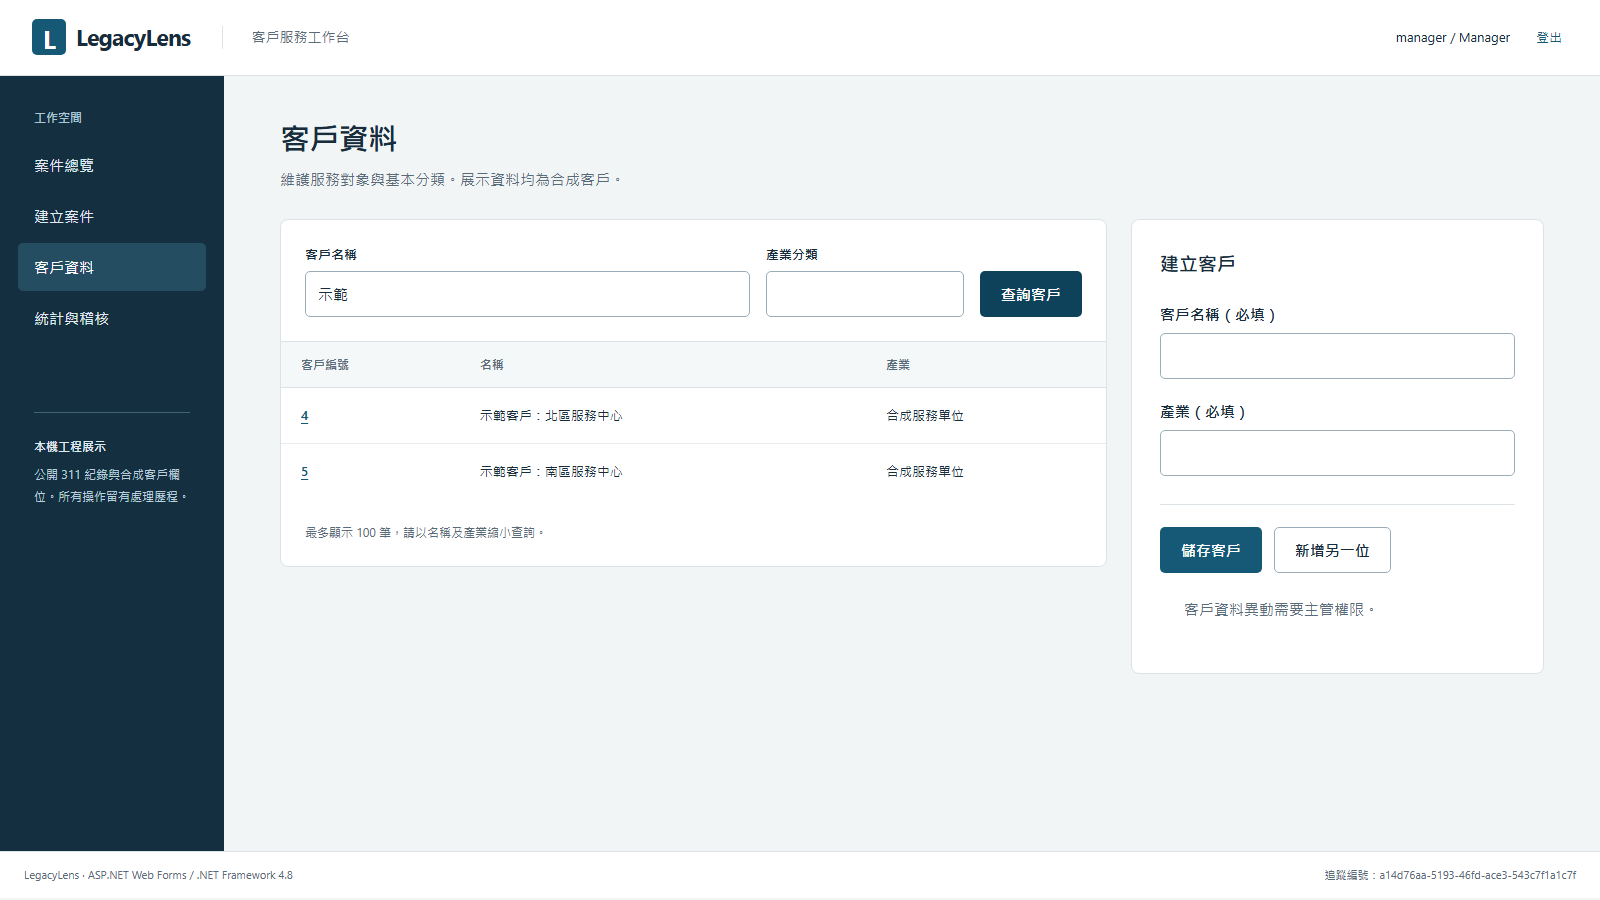 L LegacyLens 客戶服務工作台 manager / Manager 登出
工作空間
案件總覽
建立案件
客戶資料
統計與稽核
本機工程展示
公開 311 紀錄與合成客戶欄
位。所有操作留有處理歷程。
客戶資料
維護服務對象與基本分類。展示資料均為合成客戶。
客戶名稱 產業分類
示範 查詢客戶
客戶編號 名稱 產業
4 示範客戶：北區服務中心 合成服務單位
5 示範客戶：南區服務中心 合成服務單位
最多顯示 100 筆，請以名稱及產業縮小查詢。
建立客戶
客戶名稱（必填）
產業（必填）
儲存客戶 新增另一位
客戶資料異動需要主管權限。
LegacyLens · ASP.NET Web Forms / .NET Framework 4.8 追蹤編號：a14d76aa-5193-46fd-ace3-543c7f1a1c7f